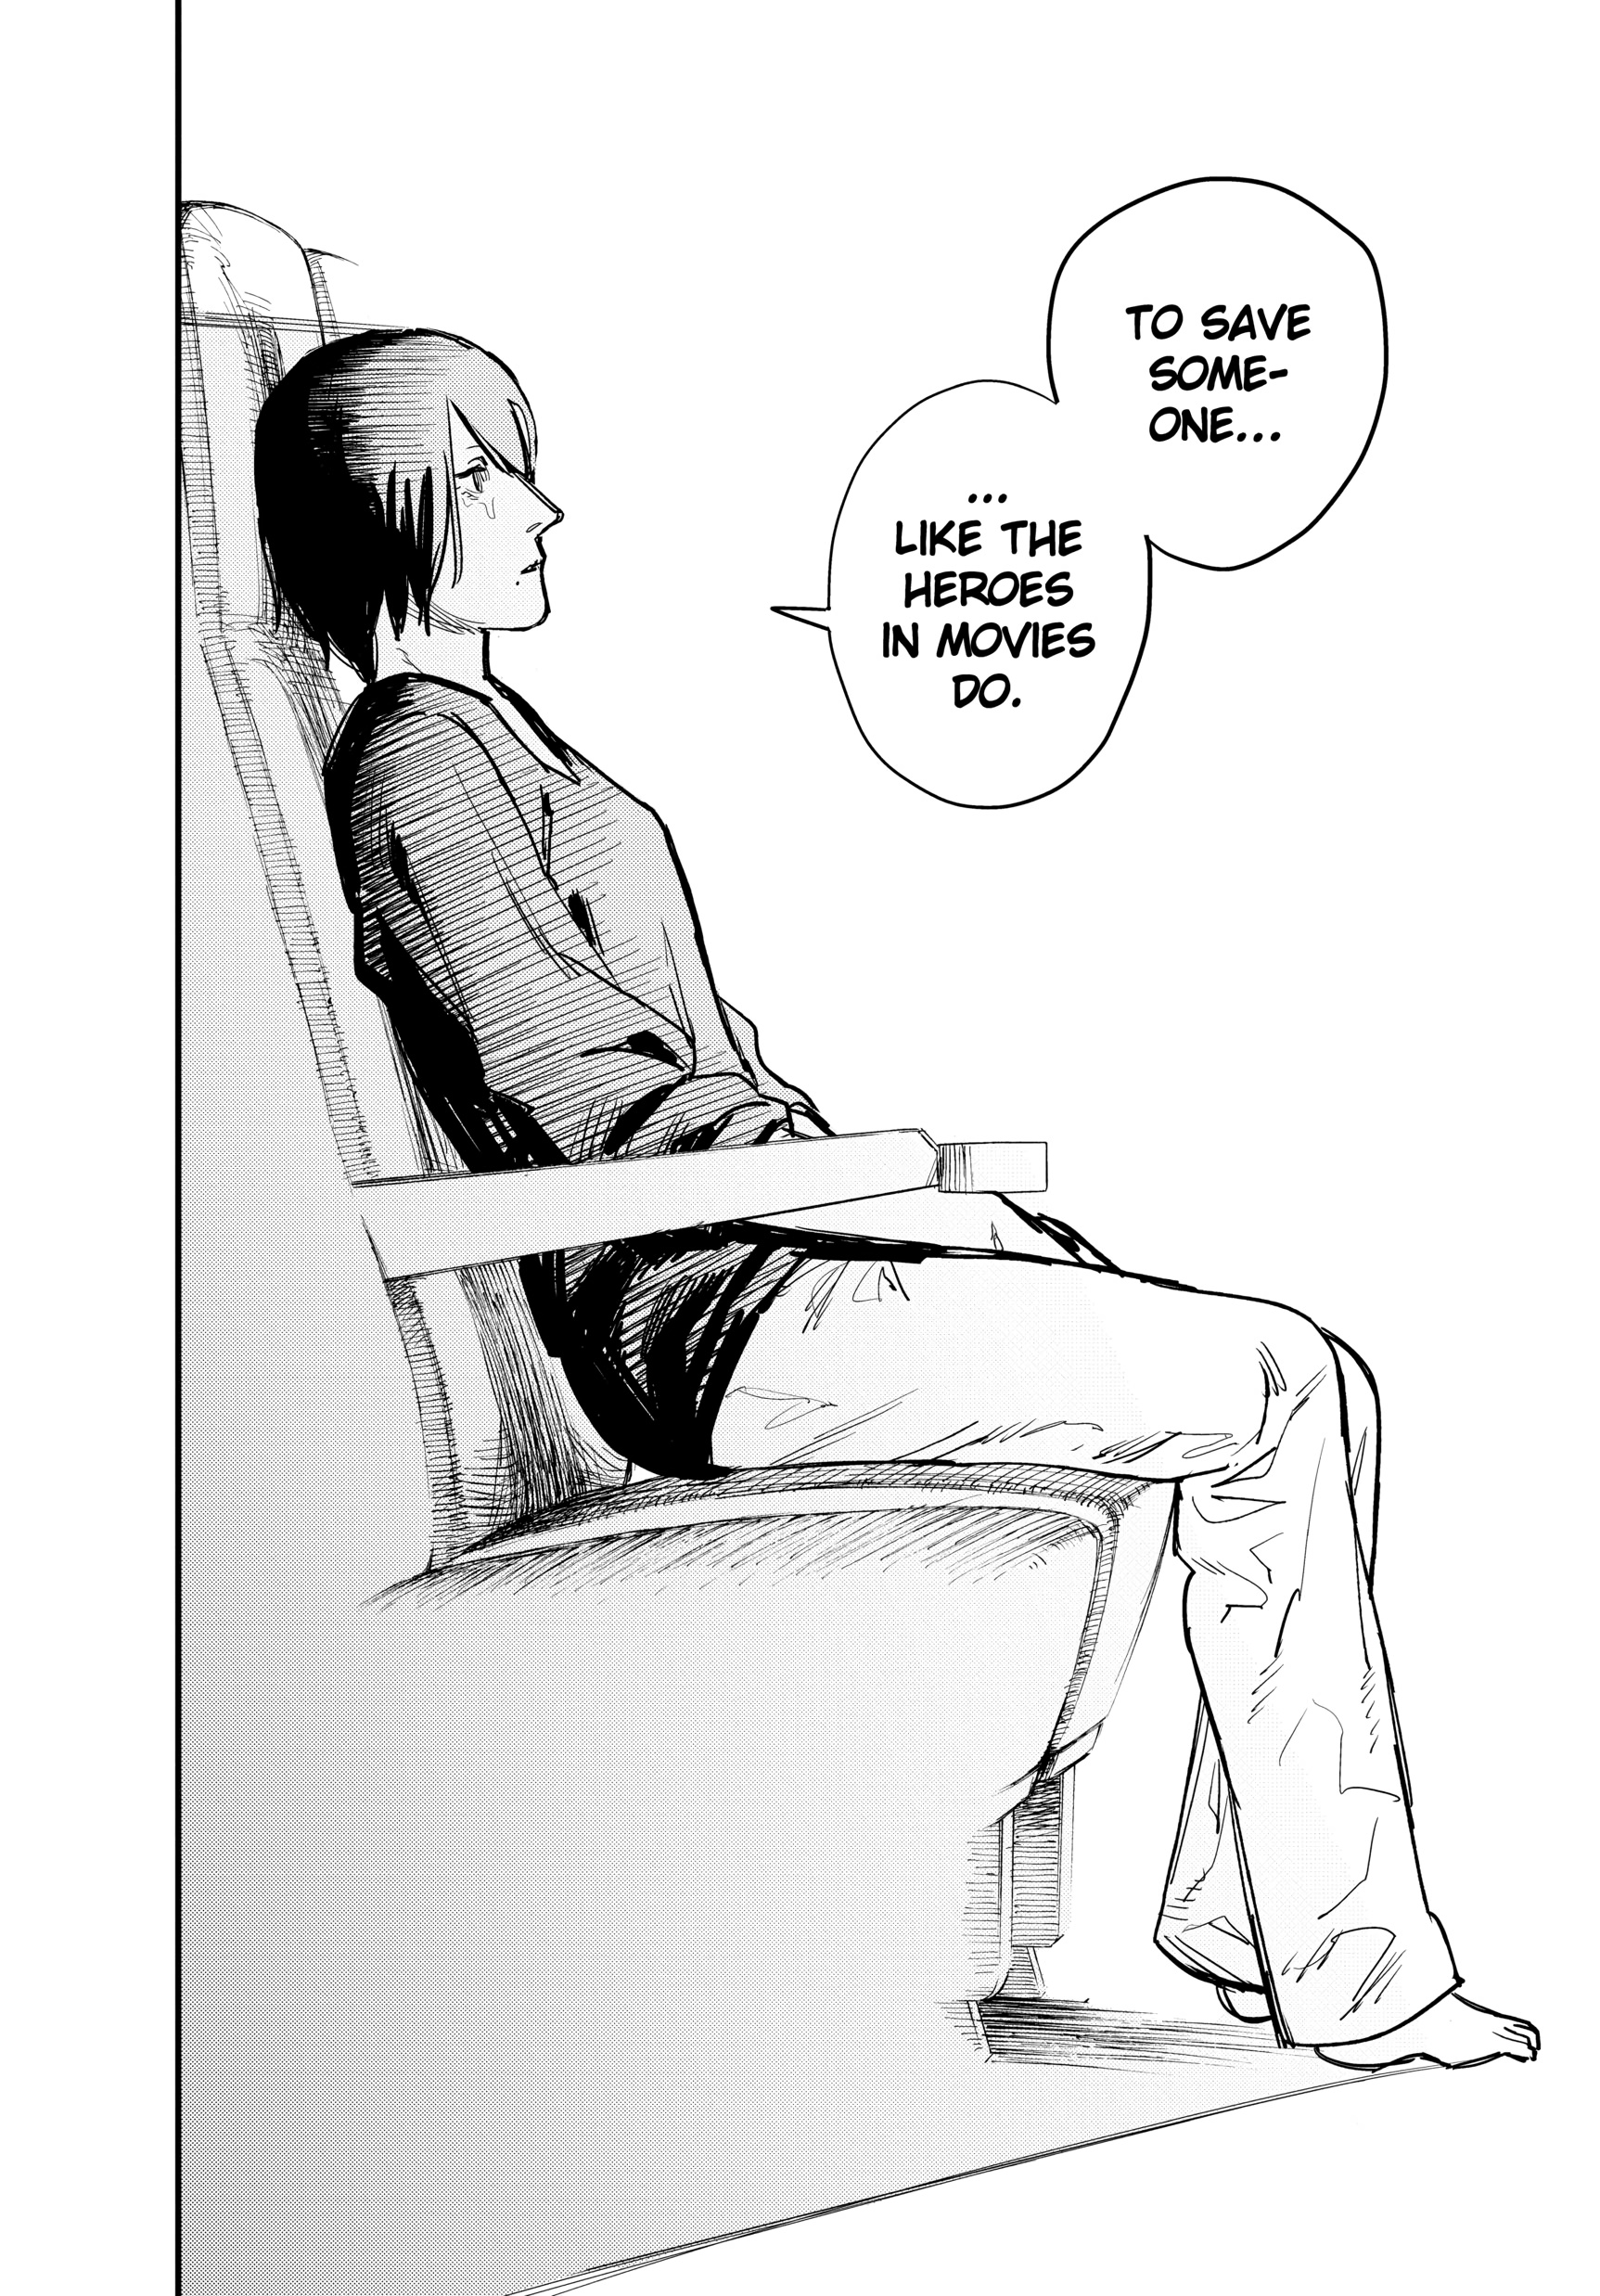 TO SAVE
SOME-
ONE...
...
LIKE THE
HEROES
IN MOVIES
DO.